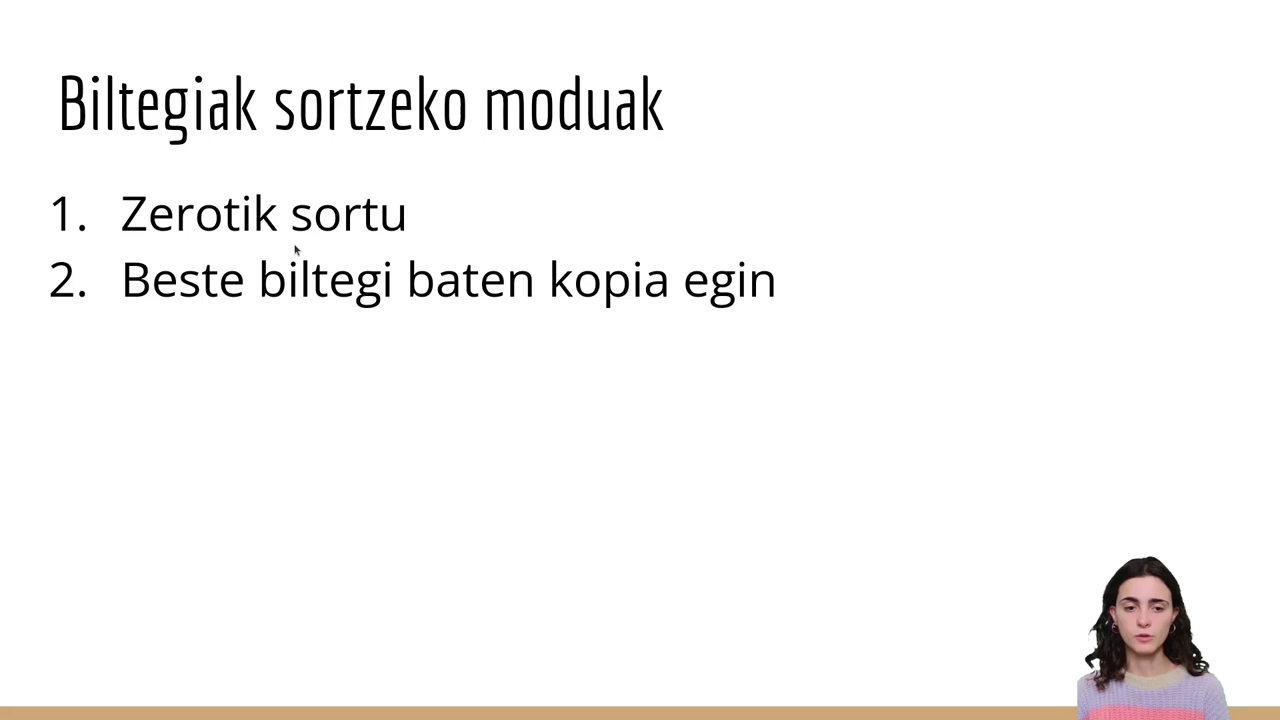 Biltegiak sortzeko moduak
1. Zerotik sortu
2. Beste biltegi baten kopia egin